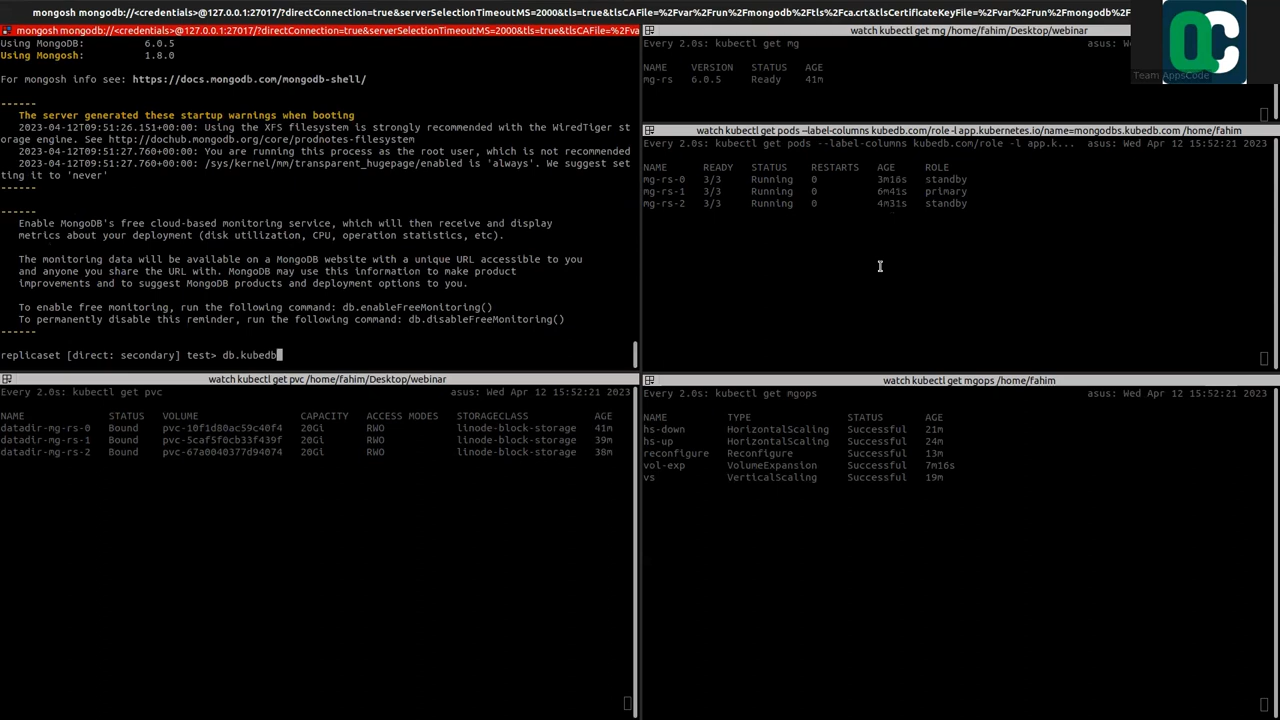 mongosh mongodb://<credentials>@127.0.0.1:27017/?directConnection=true&serverSelectionTimeoutMS=2000&tls=true&tlsCAFile=%2Fvar%2Frun%2Fmongodb%2Ftls%2Fca.crt&tlsCertificateKeyFile=%2Fvar%2Frun%2Fmongodb%
mongosh mongodb://<credentials>@127.0.0.1:27017/?directConnection=true&serverSelectionTimeoutMS=2000&tls=true&tlsCAFile=%2Fva
Using MongoDB: 6.0.5
Using Mongosh: 1.8.0
For mongosh info see: https://docs.mongodb.com/mongodb-shell/
------
The server generated these startup warnings when booting
2023-04-12T09:51:26.151+00:00: Using the XFS filesystem is strongly recommended with the WiredTiger st
orage engine. See http://dochub.mongodb.org/core/prodnotes-filesystem
2023-04-12T09:51:27.760+00:00: You are running this process as the root user, which is not recommended
2023-04-12T09:51:27.763+00:00: /sys/kernel/mm/transparent_hugepage/enabled is 'always'. We suggest set
ting it to 'never'
------
------
Enable MongoDB's free cloud-based monitoring service, which will then receive and display
metrics about your deployment (disk utilization, CPU, operation statistics, etc).
The monitoring data will be available on a MongoDB website with a unique URL accessible to you
and anyone you share the URL with. MongoDB may use this information to make product
improvements and to suggest MongoDB products and deployment options to you.
To enable free monitoring, run the following command: db.enableFreeMonitoring()
To permanently disable this reminder, run the following command: db.disableFreeMonitoring()
------
replicaset [direct: secondary] test> db.kubedb
watch kubectl get mg /home/fahim/Desktop/webinar
Every 2.0s: kubectl get mg asus: We
NAME VERSION STATUS AGE
mg-rs 6.0.5 Ready 41m
QC
Team AppsCode
watch kubectl get pods --label-columns kubedb.com/role -l app.kubernetes.io/name=mongodbs.kubedb.com /home/fahim
Every 2.0s: kubectl get pods --label-columns kubedb.com/role -l app.k... asus: Wed Apr 12 15:52:21 2023
NAME READY STATUS RESTARTS AGE ROLE
mg-rs-0 3/3 Running 0 3m16s standby
mg-rs-1 3/3 Running 0 6m41s primary
mg-rs-2 3/3 Running 0 4m31s standby
watch kubectl get pvc /home/fahim/Desktop/webinar
Every 2.0s: kubectl get pvc asus: Wed Apr 12 15:52:21 2023
NAME STATUS VOLUME CAPACITY ACCESS MODES STORAGECLASS AGE
datadir-mg-rs-0 Bound pvc-10f1d80ac59c40f4 20Gi RWO linode-block-storage 41m
datadir-mg-rs-1 Bound pvc-5caf5f0cb33f439f 20Gi RWO linode-block-storage 39m
datadir-mg-rs-2 Bound pvc-67a0040377d94074 20Gi RWO linode-block-storage 38m
watch kubectl get mgops /home/fahim
Every 2.0s: kubectl get mgops asus: Wed Apr 12 15:52:21 2023
NAME TYPE STATUS AGE
hs-down HorizontalScaling Successful 21m
hs-up HorizontalScaling Successful 24m
reconfigure Reconfigure Successful 13m
vol-exp VolumeExpansion Successful 7m16s
vs VerticalScaling Successful 19m